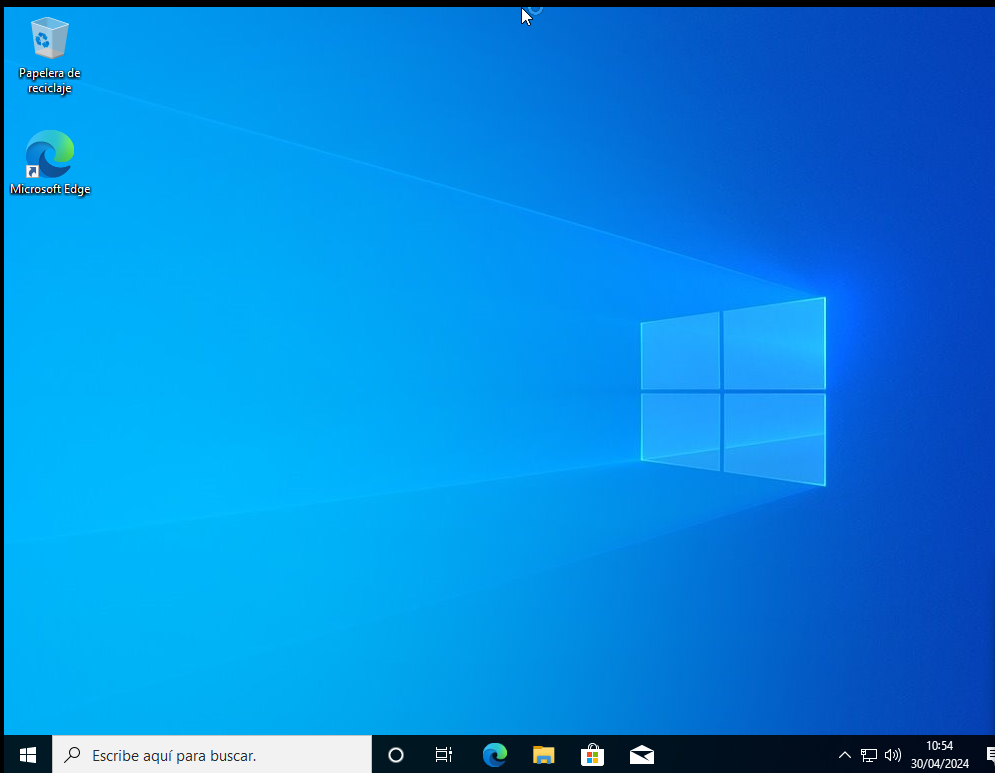 Papelera de
reciclaje
Microsoft Edge
Escribe aquí para buscar.
10:54
30/04/2024